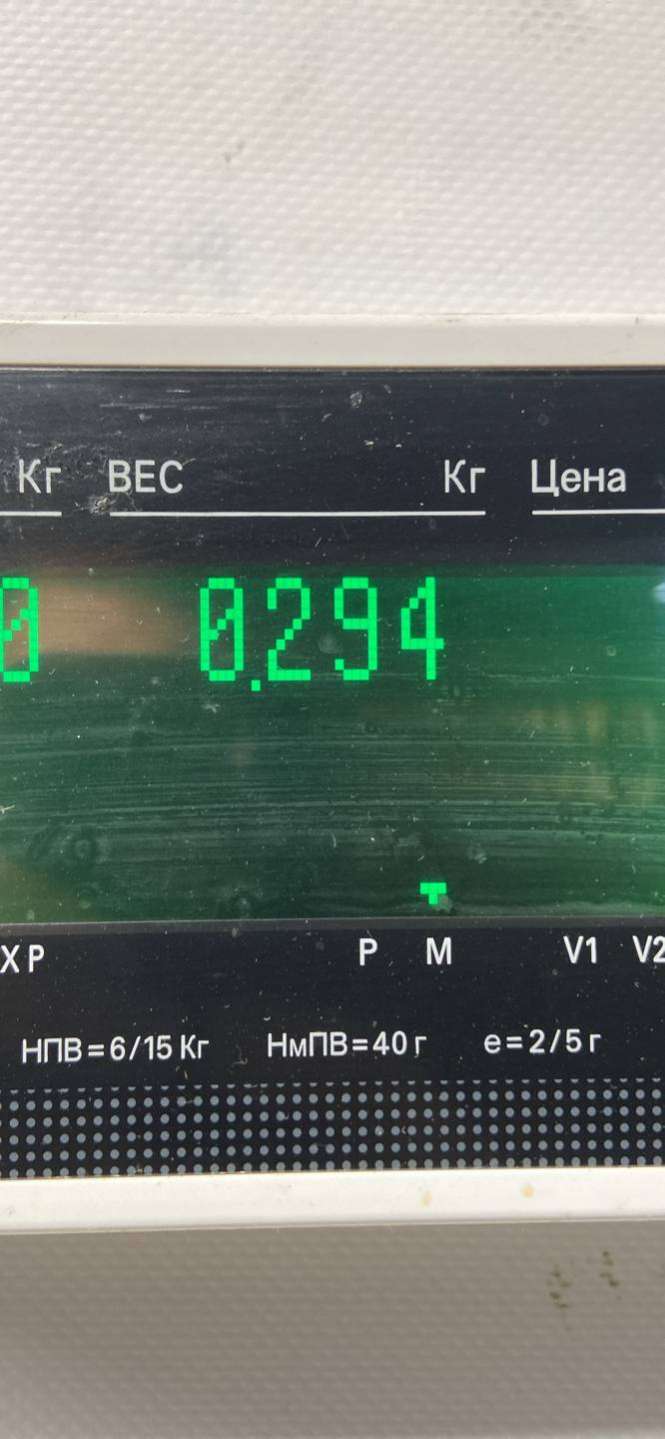 Кг ВЕС Кг Цена
0 0.294
ХР Р М V1 V2
НПВ=6/15 Кг НмПВ=40 г е=2/5 г